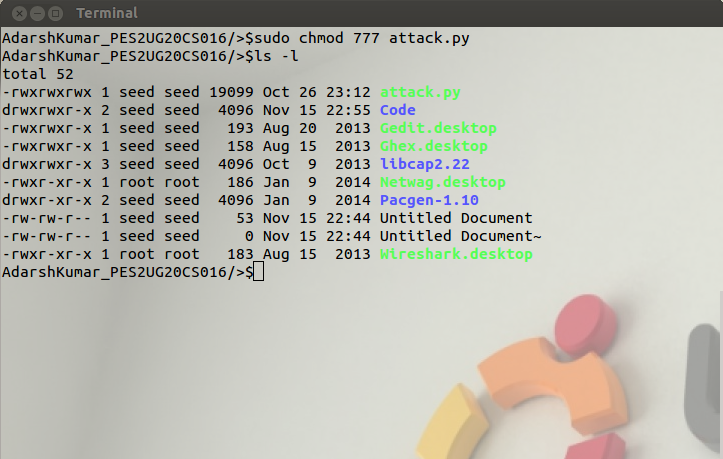 Terminal
AdarshKumar_PES2UG20CS016/>$sudo chmod 777 attack.py
AdarshKumar_PES2UG20CS016/>$ls -l
total 52
-rwxrwxrwx 1 seed seed 19099 Oct 26 23:12 attack.py
drwxrwxr-x 2 seed seed  4096 Nov 15 22:55 Code
-rwxrwxr-x 1 seed seed   193 Aug 20  2013 Gedit.desktop
-rwxrwxr-x 1 seed seed   158 Aug 15  2013 Ghex.desktop
drwxrwxr-x 3 seed seed  4096 Oct  9  2013 libcap2.22
-rwxr-xr-x 1 root root   186 Jan  9  2014 Netwag.desktop
drwxr-xr-x 2 seed seed  4096 Jan  9  2014 Pacgen-1.10
-rw-rw-r-- 1 seed seed    53 Nov 15 22:44 Untitled Document
-rw-rw-r-- 1 seed seed     0 Nov 15 22:44 Untitled Document~
-rwxr-xr-x 1 root root   183 Aug 15  2013 Wireshark.desktop
AdarshKumar_PES2UG20CS016/>$